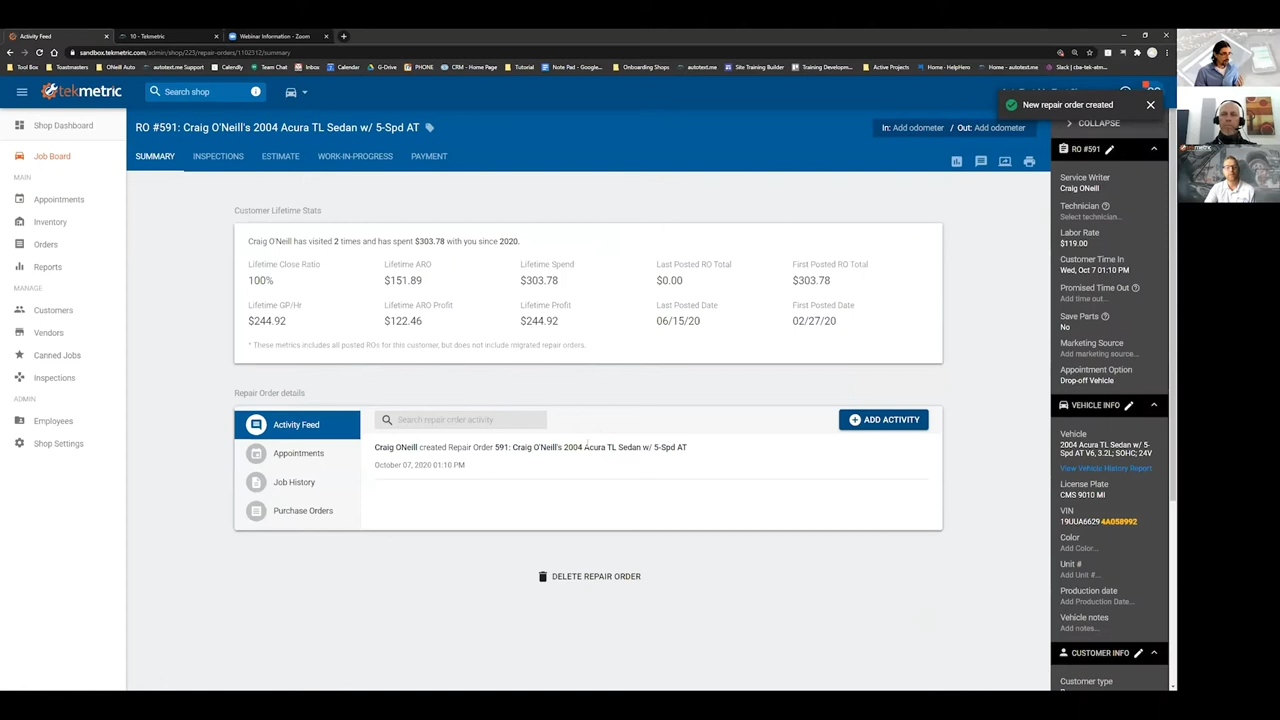 Activity Feed
10 - Tekmetric
Webinar Information - Zoom
sandbox.tekmetric.com/admin/shop/223/repair-orders/1102312/summary
Tool Box
Toastmasters
ONeill Auto
autotext.me Support
Calendly
Team Chat
Inbox
Calendar
G-Drive
PHONE
CRM - Home Page
Tutorial
Note Pad - Google...
Onboarding Shops
Site Training Builder
Training Developm...
Active Projects
Home · HelpHero
Home · autotext.me
Slack | cba-tek-atm...
tekmetric
Search shop
New repair order created
Shop Dashboard
Job Board
MAIN
Appointments
Inventory
Orders
Reports
MANAGE
Customers
Vendors
Canned Jobs
Inspections
ADMIN
Employees
Shop Settings
RO #591: Craig O'Neill's 2004 Acura TL Sedan w/ 5-Spd AT
In: Add odometer / Out: Add odometer
SUMMARY
INSPECTIONS
ESTIMATE
WORK-IN-PROGRESS
PAYMENT
Customer Lifetime Stats
Craig O'Neill has visited 2 times and has spent $303.78 with you since 2020.
Lifetime Close Ratio
Lifetime ARO
Lifetime Spend
Last Posted RO Total
First Posted RO Total
100%
$151.89
$303.78
$0.00
$303.78
Lifetime GP/Hr
Lifetime ARO Profit
Lifetime Profit
Last Posted Date
First Posted Date
$244.92
$122.46
$244.92
06/15/20
02/27/20
* These metrics includes all posted ROs for this customer, but does not include migrated repair orders.
Repair Order details
Activity Feed
Appointments
Job History
Purchase Orders
Search repair order activity
ADD ACTIVITY
Craig ONeill created Repair Order 591: Craig O'Neill's 2004 Acura TL Sedan w/ 5-Spd AT
October 07, 2020 01:10 PM
DELETE REPAIR ORDER
COLLAPSE
RO #591
Service Writer
Craig ONeill
Technician
Select technician...
Labor Rate
$119.00
Customer Time In
Wed, Oct 7 01:10 PM
Promised Time Out
Add time out...
Save Parts
No
Marketing Source
Add marketing source...
Appointment Option
Drop-off Vehicle
VEHICLE INFO
Vehicle
2004 Acura TL Sedan w/ 5-
Spd AT V6, 3.2L; SOHC; 24V
View Vehicle History Report
License Plate
CMS 9010 MI
VIN
19UUA6629 4A058992
Color
Add Color...
Unit #
Add Unit #...
Production date
Add Production Date...
Vehicle notes
Add notes...
CUSTOMER INFO
Customer type
tekmetric